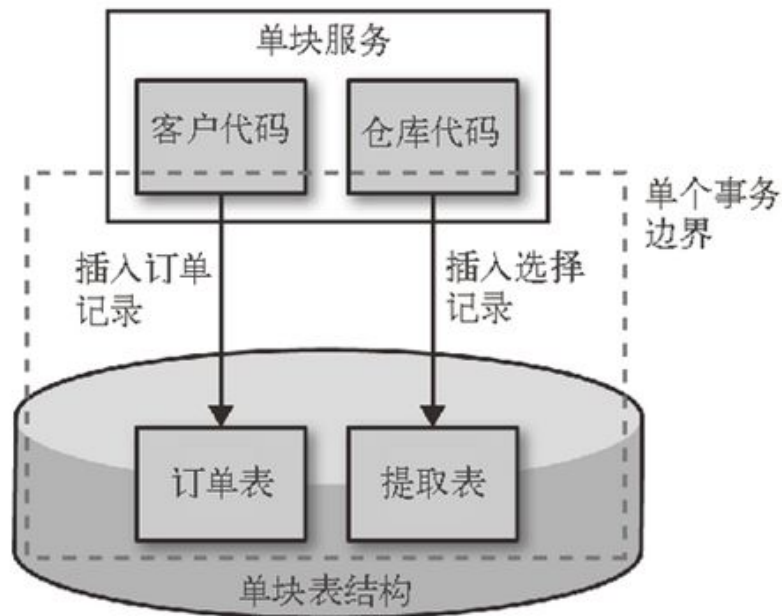 单块服务
客户代码
仓库代码
单个事务
边界
插入订单
记录
插入选择
记录
订单表
提取表
单块表结构